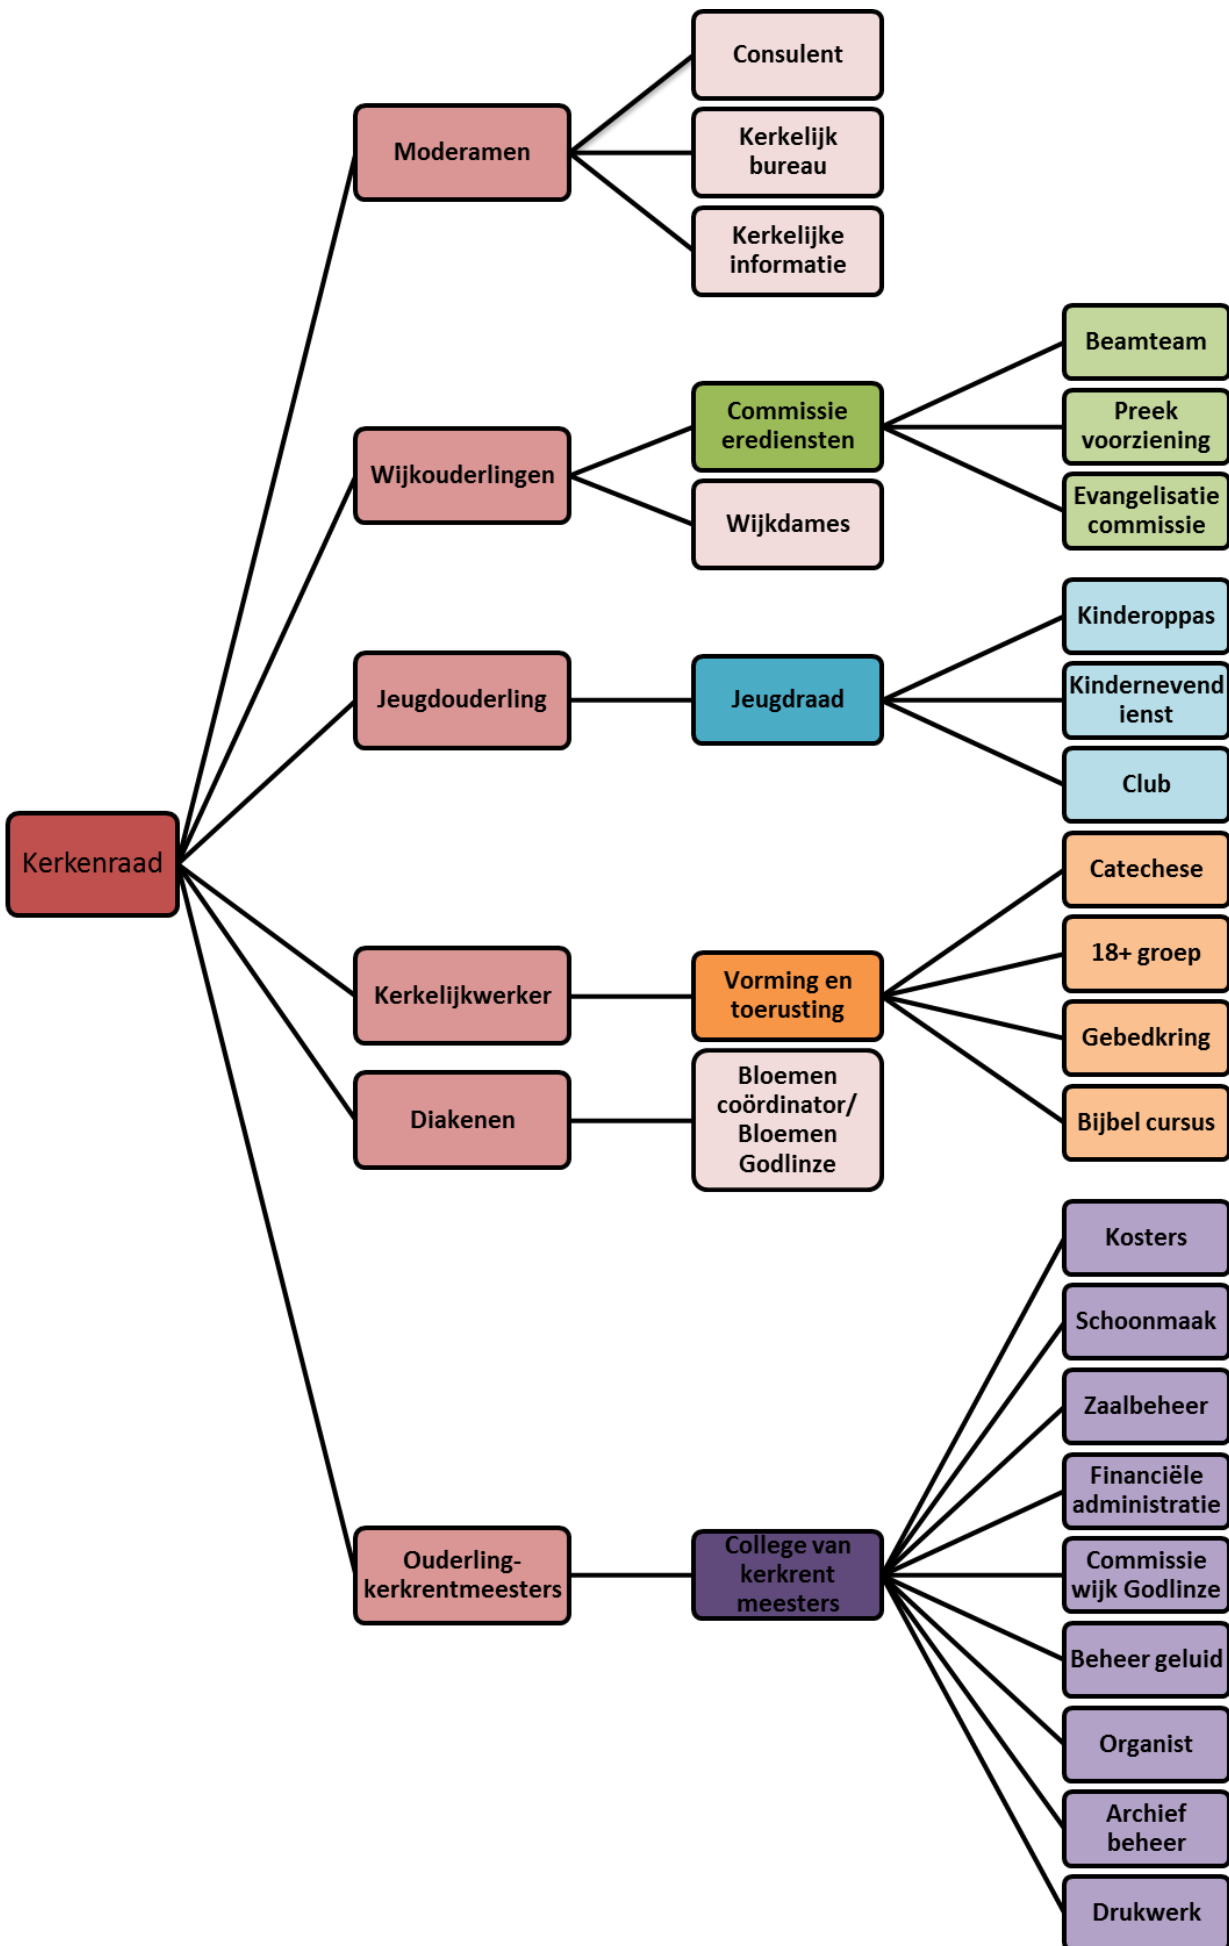 Kerkenraad
Moderamen
Consulent
Kerkelijk
bureau
Kerkelijke
informatie
Wijkouderlingen
Commissie
erediensten
Beamteam
Preek
voorziening
Evangelisatie
commissie
Wijkdames
Jeugdouderling
Jeugdraad
Kinderoppas
Kindernevend
ienst
Club
Kerkelijkwerker
Vorming en
toerusting
Catechese
18+ groep
Gebedkring
Bijbel cursus
Diakenen
Bloemen
coördinator/
Bloemen
Godlinze
Ouderling-
kerkrentmeesters
College van
kerkrent
meesters
Kosters
Schoonmaak
Zaalbeheer
Financiële
administratie
Commissie
wijk Godlinze
Beheer geluid
Organist
Archief
beheer
Drukwerk